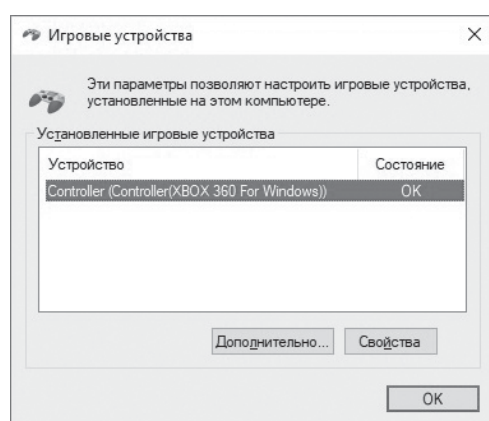 Игровые устройства
Эти параметры позволяют настроить игровые устройства,
установленные на этом компьютере.
Установленные игровые устройства
Устройство Состояние
Controller (Controller(XBOX 360 For Windows)) OK
Дополнительно... Свойства
OK